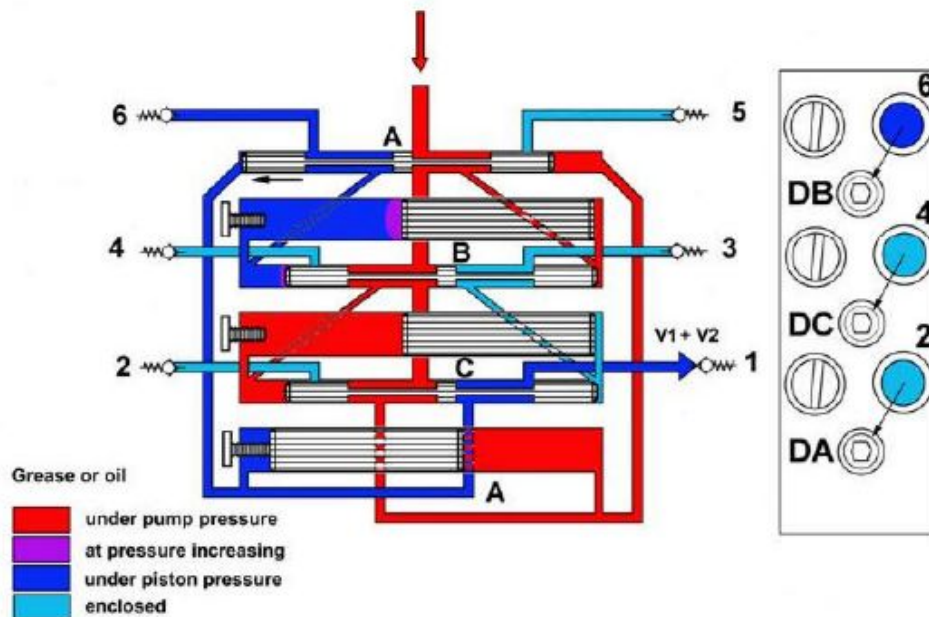 6
A
5
4
B
3
V1 + V2
2
C
1
A
Grease or oil
under pump pressure
at pressure increasing
under piston pressure
enclosed
6
DB
4
DC
2
DA